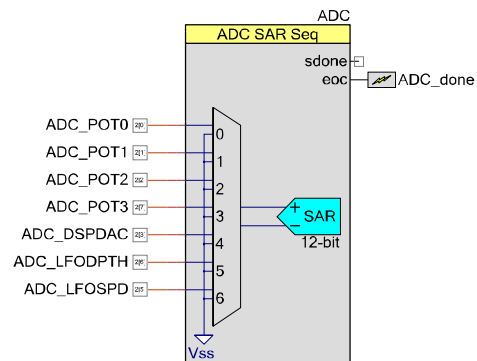 ADC
ADC SAR Seq
sdone
eoc
ADC_done
ADC_POT0
0
ADC_POT1
1
ADC_POT2
2
ADC_POT3
3
ADC_DSPDAC
4
ADC_LFODPTH
5
ADC_LFOSPD
6
+
SAR
−
12-bit
Vss